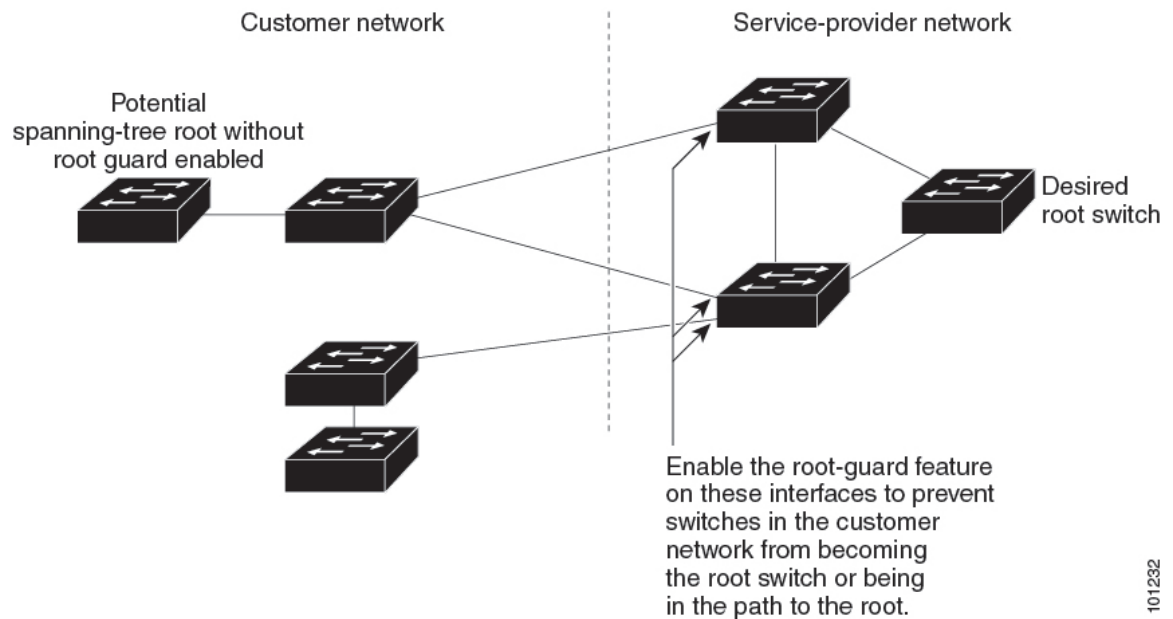 Customer network
Service-provider network
Potential
spanning-tree root without
root guard enabled
Desired
root switch
Enable the root-guard feature
on these interfaces to prevent
switches in the customer
network from becoming
the root switch or being
in the path to the root.
101232